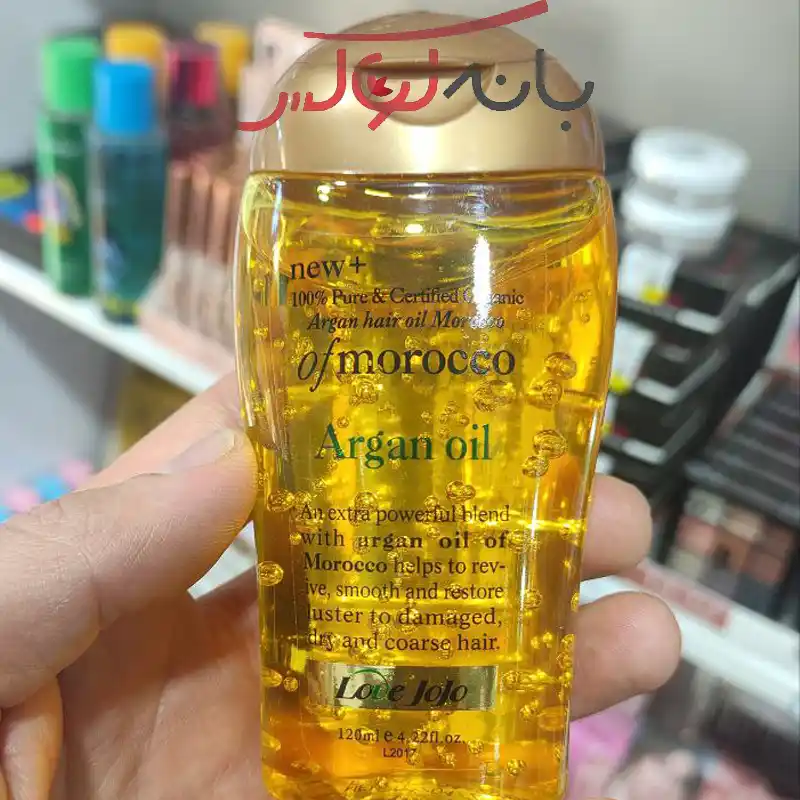 بانه لوکس
new+
100% Pure & Certified Organic
Argan hair oil Morocco
of morocco
Argan oil
An extra powerful blend
with argan oil of
Morocco helps to rev-
ive, smooth and restore
luster to damaged,
dry and coarse hair.
Love JoJo
120ml e 4.22fl.oz.
L2017